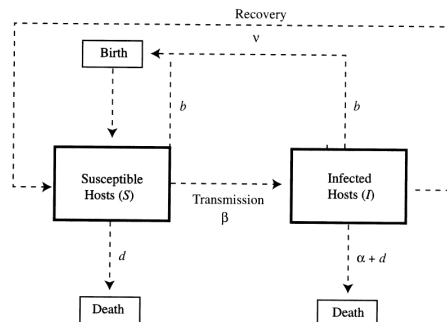 Recovery
ν
Birth
b
b
Susceptible
Hosts (S)
Transmission
β
Infected
Hosts (I)
d
α + d
Death
Death